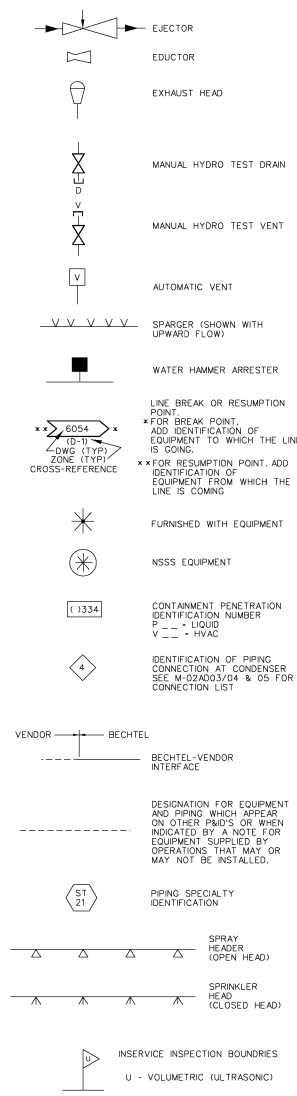 EJECTOR
EDUCTOR
EXHAUST HEAD
MANUAL HYDRO TEST DRAIN
D
V
MANUAL HYDRO TEST VENT
V
AUTOMATIC VENT
SPARGER (SHOWN WITH
UPWARD FLOW)
WATER HAMMER ARRESTER
LINE BREAK OR RESUMPTION
POINT.
* FOR BREAK POINT,
ADD IDENTIFICATION OF
EQUIPMENT TO WHICH THE LINE
IS GOING.
** 6054 *
(D-1)
DWG (TYP)
ZONE (TYP)
CROSS-REFERENCE
** FOR RESUMPTION POINT, ADD
IDENTIFICATION OF
EQUIPMENT FROM WHICH THE
LINE IS COMING
FURNISHED WITH EQUIPMENT
NSSS EQUIPMENT
( )334
CONTAINMENT PENETRATION
IDENTIFICATION NUMBER
P _ _ = LIQUID
V _ _ = HVAC
4
IDENTIFICATION OF PIPING
CONNECTION AT CONDENSER
SEE M-02AD03/04 & 05 FOR
CONNECTION LIST
VENDOR BECHTEL
BECHTEL-VENDOR
INTERFACE
DESIGNATION FOR EQUIPMENT
AND PIPING WHICH APPEAR
ON OTHER P&ID'S OR WHEN
INDICATED BY A NOTE FOR
EQUIPMENT SUPPLIED BY
OPERATIONS THAT MAY OR
MAY NOT BE INSTALLED.
ST
21
PIPING SPECIALTY
IDENTIFICATION
SPRAY
HEADER
(OPEN HEAD)
SPRINKLER
HEAD
(CLOSED HEAD)
U
INSERVICE INSPECTION BOUNDRIES
U - VOLUMETRIC (ULTRASONIC)